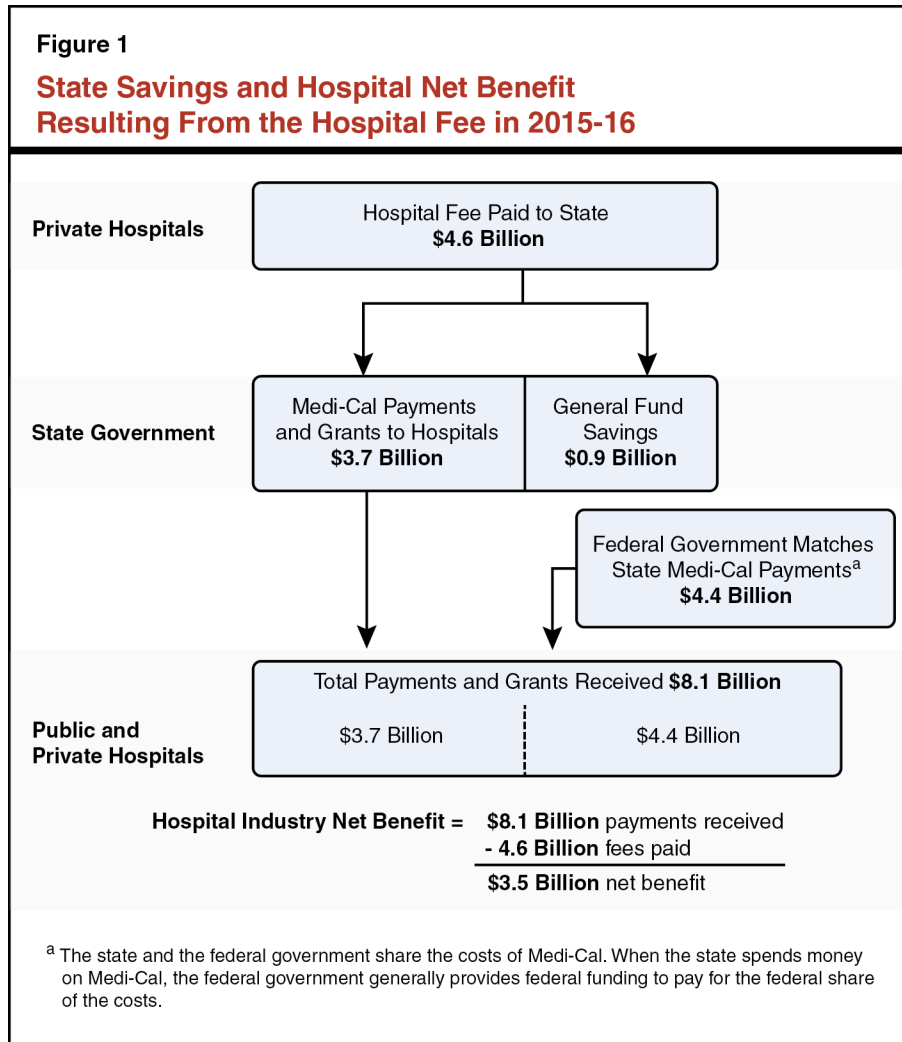 Figure 1
State Savings and Hospital Net Benefit
Resulting From the Hospital Fee in 2015-16
Private Hospitals
Hospital Fee Paid to State
$4.6 Billion
State Government
Medi-Cal Payments
and Grants to Hospitals
$3.7 Billion
General Fund
Savings
$0.9 Billion
Federal Government Matches
State Medi-Cal Paymentsᵃ
$4.4 Billion
Public and
Private Hospitals
Total Payments and Grants Received $8.1 Billion
$3.7 Billion
$4.4 Billion
Hospital Industry Net Benefit = $8.1 Billion payments received
- 4.6 Billion fees paid
$3.5 Billion net benefit
ᵃ The state and the federal government share the costs of Medi-Cal. When the state spends money
on Medi-Cal, the federal government generally provides federal funding to pay for the federal share
of the costs.